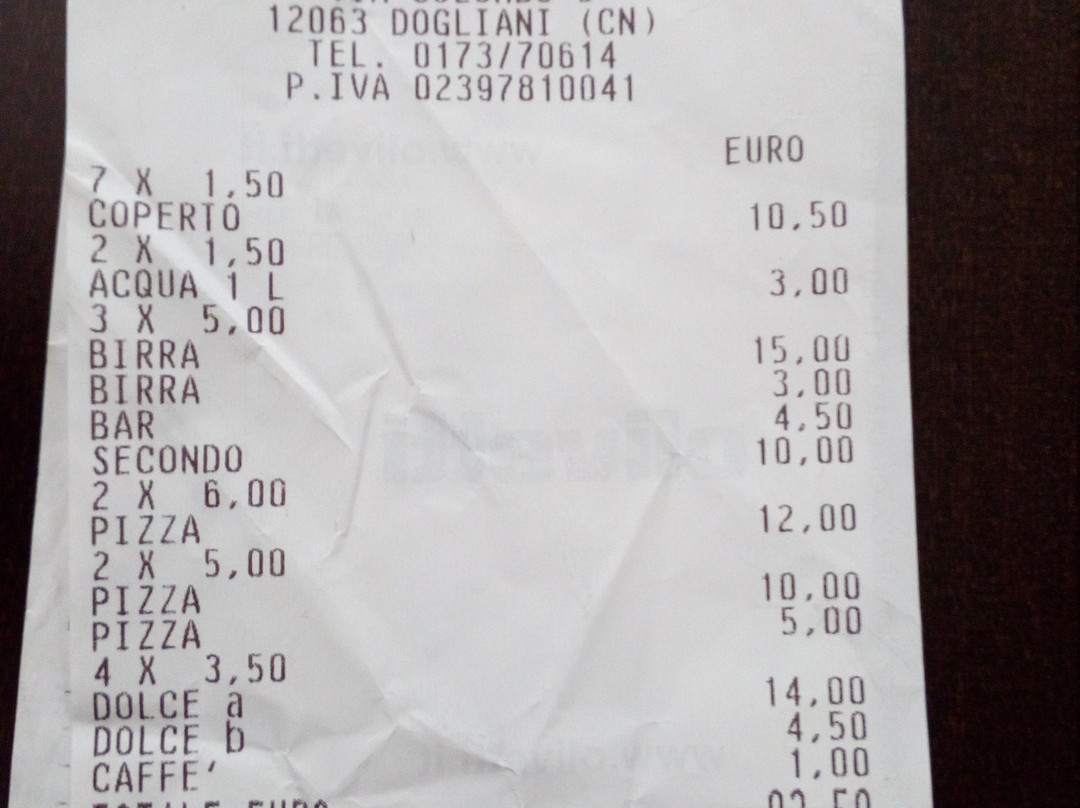 12063 DOGLIANI (CN)
TEL. 0173/70614
P.IVA 02397810041
EURO
7 X 1,50
COPERTO 10,50
2 X 1,50
ACQUA 1 L 3,00
3 X 5,00
BIRRA 15,00
BIRRA 3,00
BAR 4,50
SECONDO 10,00
2 X 6,00
PIZZA 12,00
2 X 5,00
PIZZA 10,00
PIZZA 5,00
4 X 3,50
DOLCE a 14,00
DOLCE b 4,50
CAFFE' 1,00
TOTALE EURO